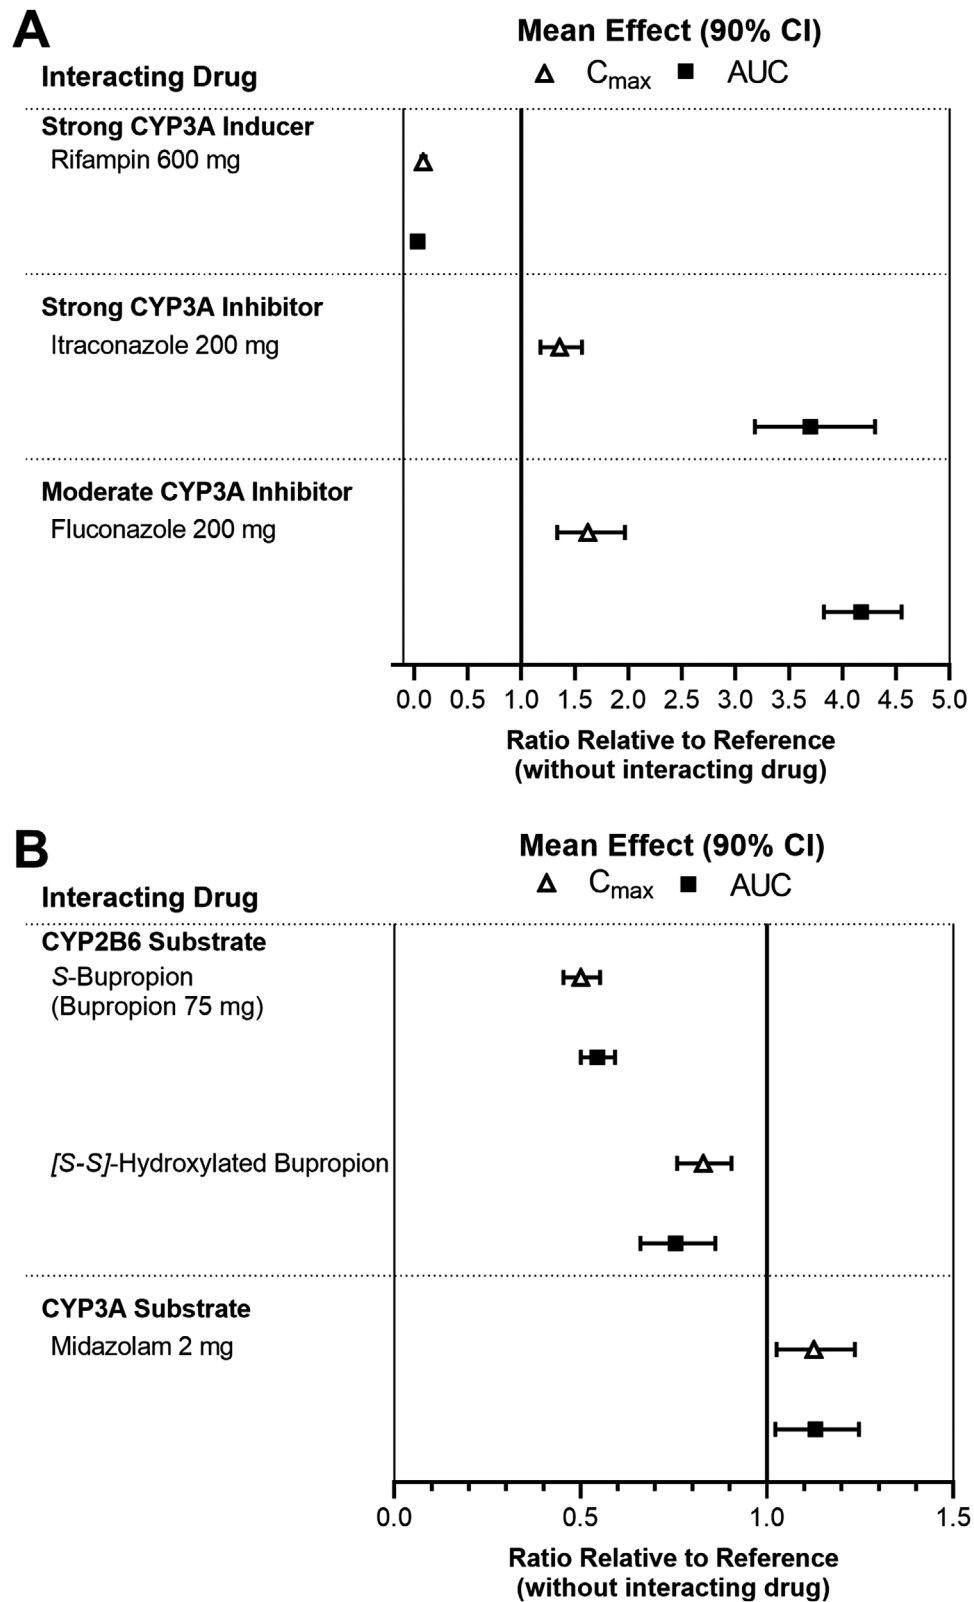 A
Mean Effect (90% CI)
Interacting Drug
△ Cmax ■ AUC
Strong CYP3A Inducer
Rifampin 600 mg
Strong CYP3A Inhibitor
Itraconazole 200 mg
Moderate CYP3A Inhibitor
Fluconazole 200 mg
0.0 0.5 1.0 1.5 2.0 2.5 3.0 3.5 4.0 4.5 5.0
Ratio Relative to Reference
(without interacting drug)
B
Mean Effect (90% CI)
Interacting Drug
△ Cmax ■ AUC
CYP2B6 Substrate
S-Bupropion
(Bupropion 75 mg)
[S-S]-Hydroxylated Bupropion
CYP3A Substrate
Midazolam 2 mg
0.0 0.5 1.0 1.5
Ratio Relative to Reference
(without interacting drug)